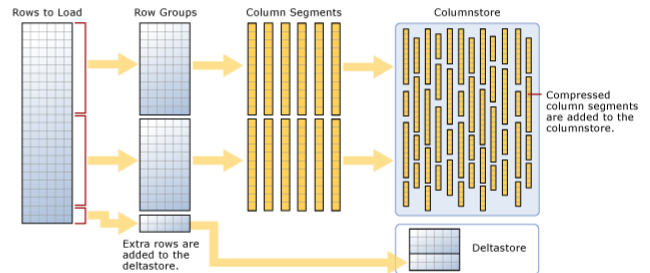 Rows to Load
Row Groups
Column Segments
Columnstore
Compressed
column segments
are added to the
columnstore.
Extra rows are
added to the
deltastore.
Deltastore